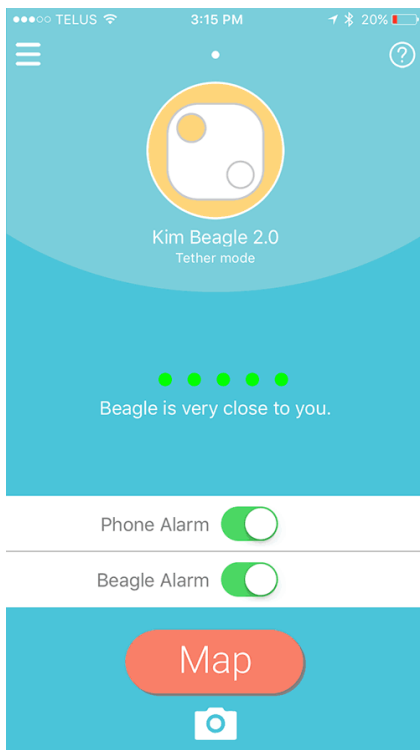 TELUS 3:15 PM 20%
?
Kim Beagle 2.0
Tether mode
Beagle is very close to you.
Phone Alarm
Beagle Alarm
Map